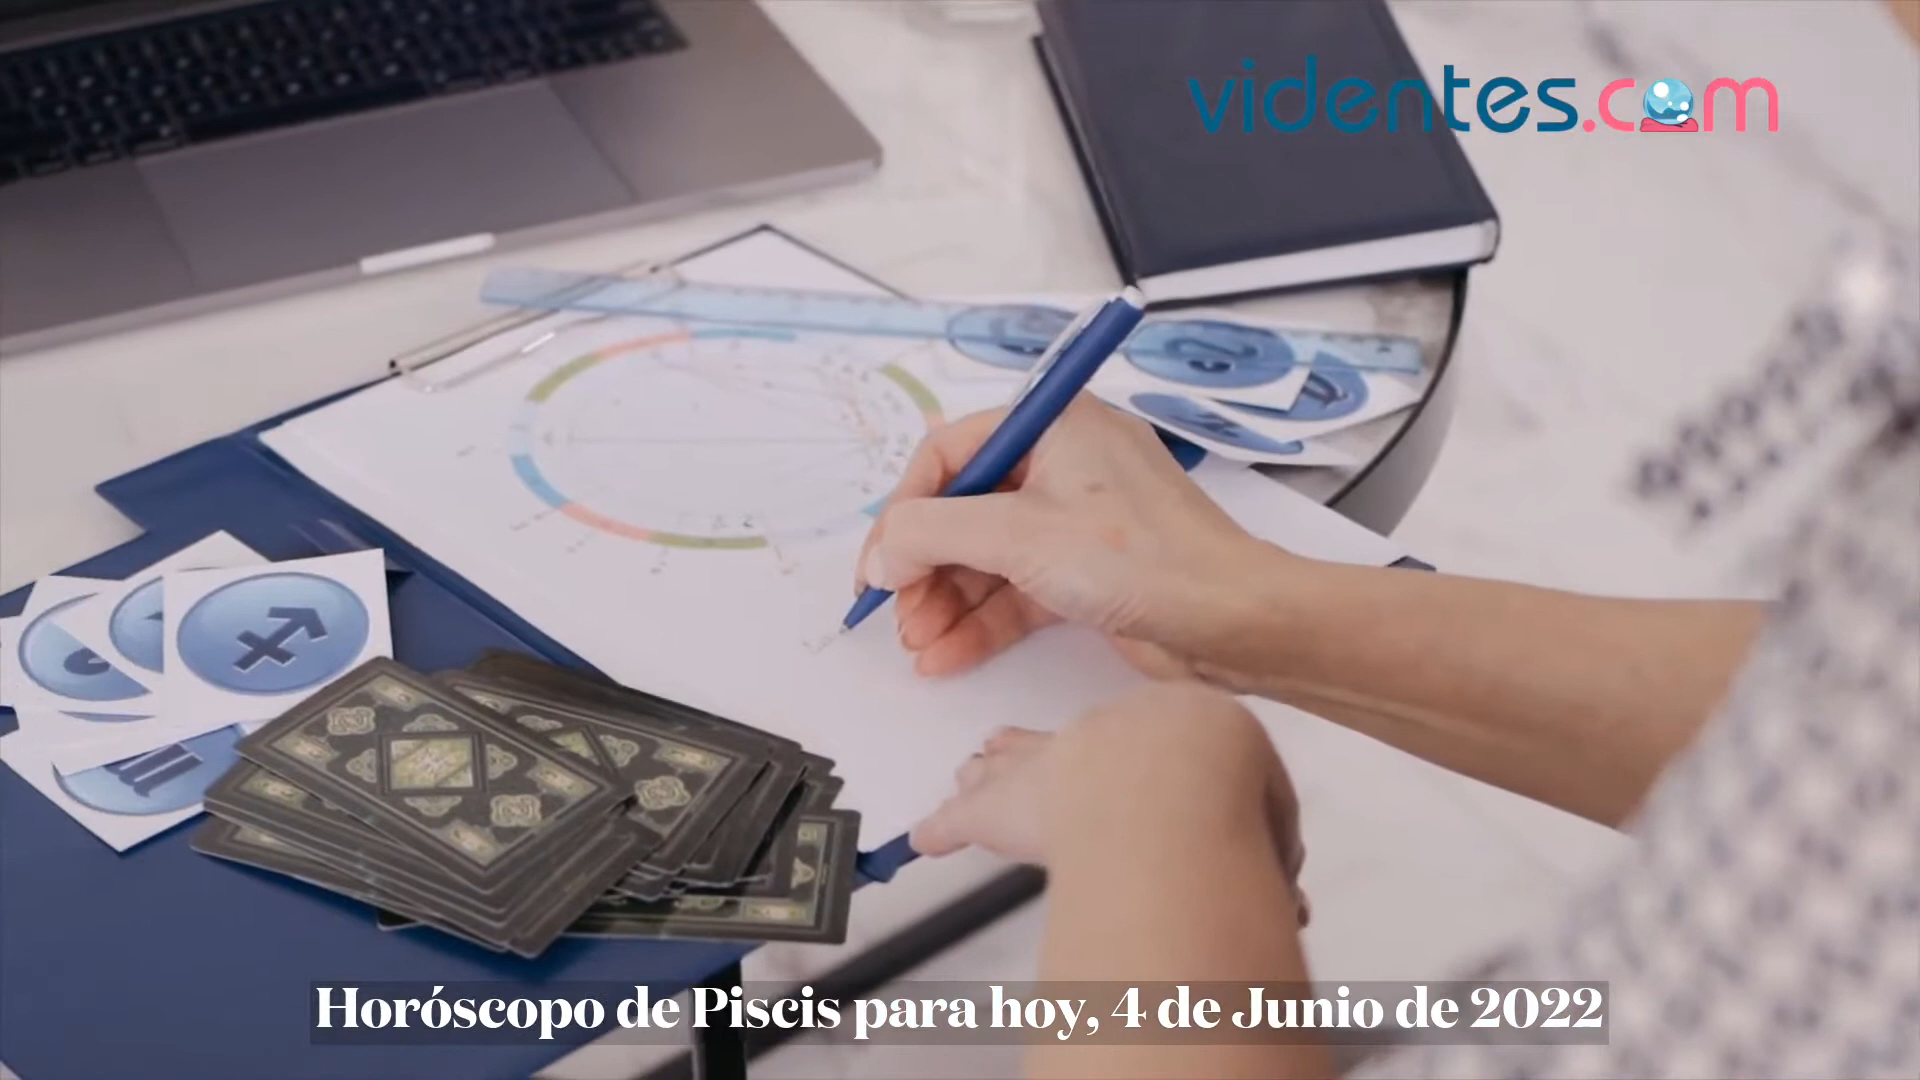 videntes.com
Horóscopo de Piscis para hoy, 4 de Junio de 2022